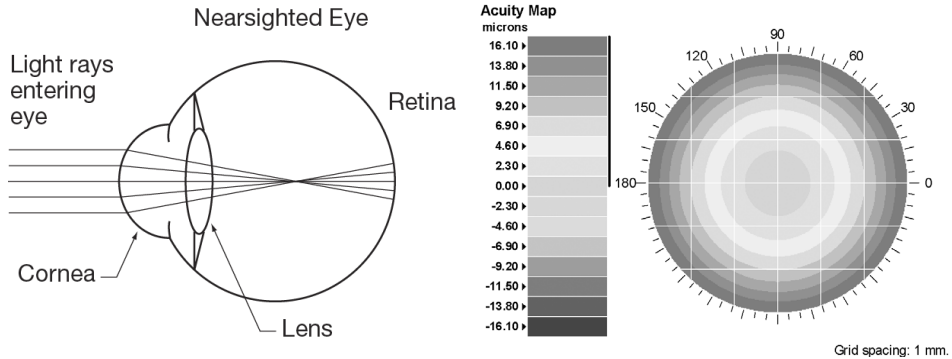 Nearsighted Eye
Light rays
entering
eye
Retina
Cornea
Lens
Acuity Map
microns
16.10
13.80
11.50
9.20
6.90
4.60
2.30
0.00
-2.30
-4.60
-6.90
-9.20
-11.50
-13.80
-16.10
90
120
60
150
30
180
0
Grid spacing: 1 mm.